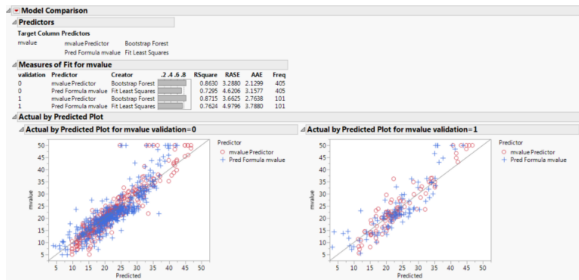 Model Comparison
Predictors
Target Column Predictors
mvalue mvalue Predictor Bootstrap Forest
Pred Formula mvalue Fit Least Squares
Measures of Fit for mvalue
validation Predictor Creator .2 .4 .6 .8 RSquare RASE AAE Freq
0 mvalue Predictor Bootstrap Forest 0.8630 3.2880 2.1299 405
0 Pred Formula mvalue Fit Least Squares 0.7295 4.6206 3.1577 405
1 mvalue Predictor Bootstrap Forest 0.8715 3.6625 2.7638 101
1 Pred Formula mvalue Fit Least Squares 0.7624 4.9796 3.7880 101
Actual by Predicted Plot
Actual by Predicted Plot for mvalue validation=0
Actual by Predicted Plot for mvalue validation=1
50
45
40
35
30
25
20
15
10
5
mvalue
5 10 15 20 25 30 35 40 45 50
Predicted
Predictor
mvalue Predictor
Pred Formula mvalue
50
45
40
35
30
25
20
15
10
5
mvalue
5 10 15 20 25 30 35 40 45 50
Predicted
Predictor
mvalue Predictor
Pred Formula mvalue